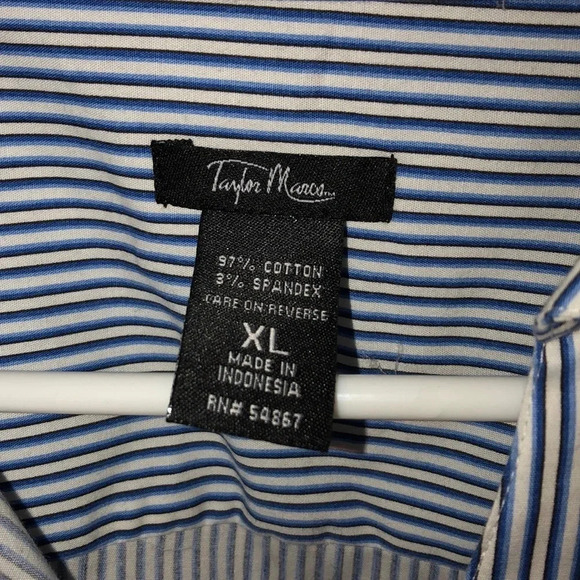 Taylor Marcs...
97% COTTON
3% SPANDEX
CARE ON REVERSE
XL
MADE IN
INDONESIA
RN# 54867